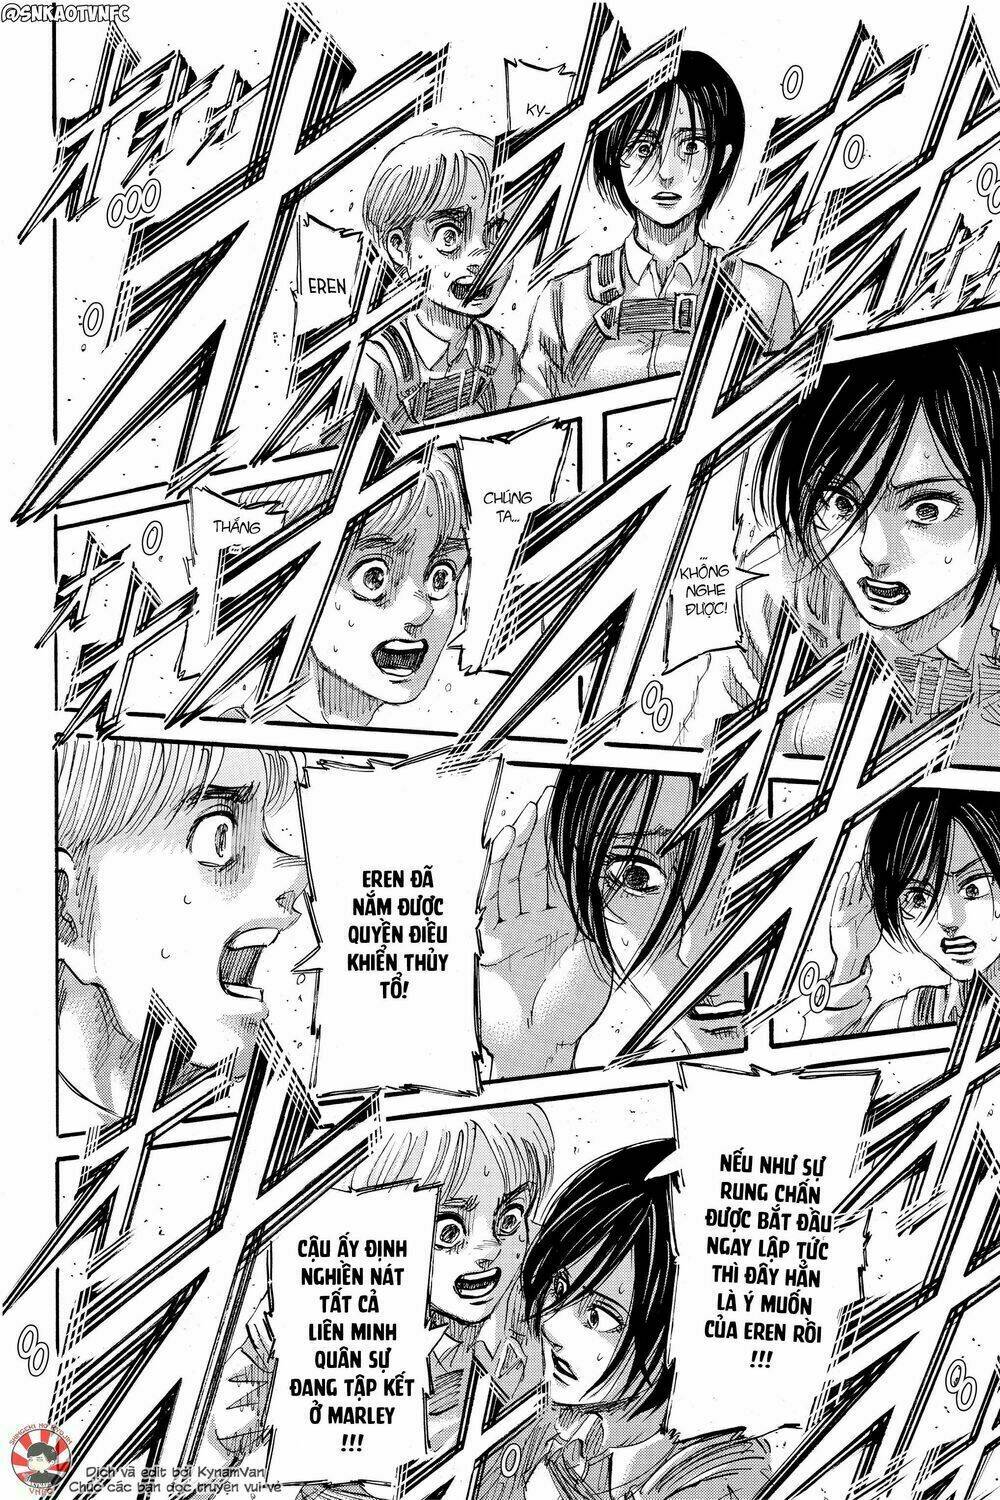 @SNKAOTVNFC
KY-
EREN
...
KHÔNG
NGHE
ĐƯỢC!
CHÚNG
TA...
THẮNG
...
EREN ĐÃ
NẮM ĐƯỢC
QUYỀN ĐIỀU
KHIỂN THỦY
TỔ!
NẾU NHƯ SỰ
RUNG CHẤN
ĐƯỢC BẮT ĐẦU
NGAY LẬP TỨC
THÌ ĐÂY HẲN
LÀ Ý MUỐN
CỦA EREN RỒI
!!!
CẬU ẤY ĐỊNH
NGHIỀN NÁT
TẤT CẢ
LIÊN MINH
QUÂN SỰ
ĐANG TẬP KẾT
Ở MARLEY
!!!
Dịch và edit bởi KynamVan
Chúc các bạn đọc truyện vui vẻ